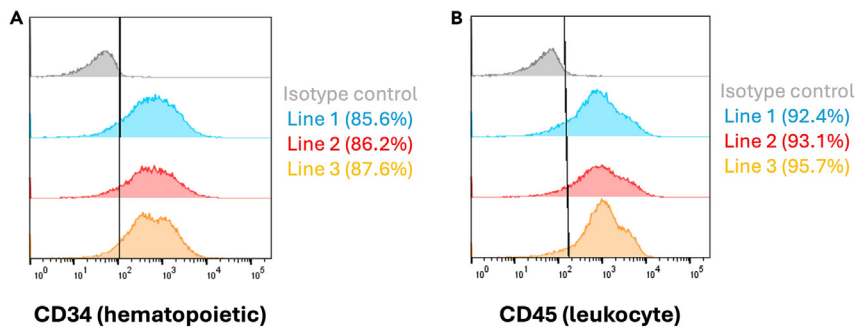 A
Isotype control
Line 1 (85.6%)
Line 2 (86.2%)
Line 3 (87.6%)
10^0 10^1 10^2 10^3 10^4 10^5
CD34 (hematopoietic)
B
Isotype control
Line 1 (92.4%)
Line 2 (93.1%)
Line 3 (95.7%)
10^0 10^1 10^2 10^3 10^4 10^5
CD45 (leukocyte)